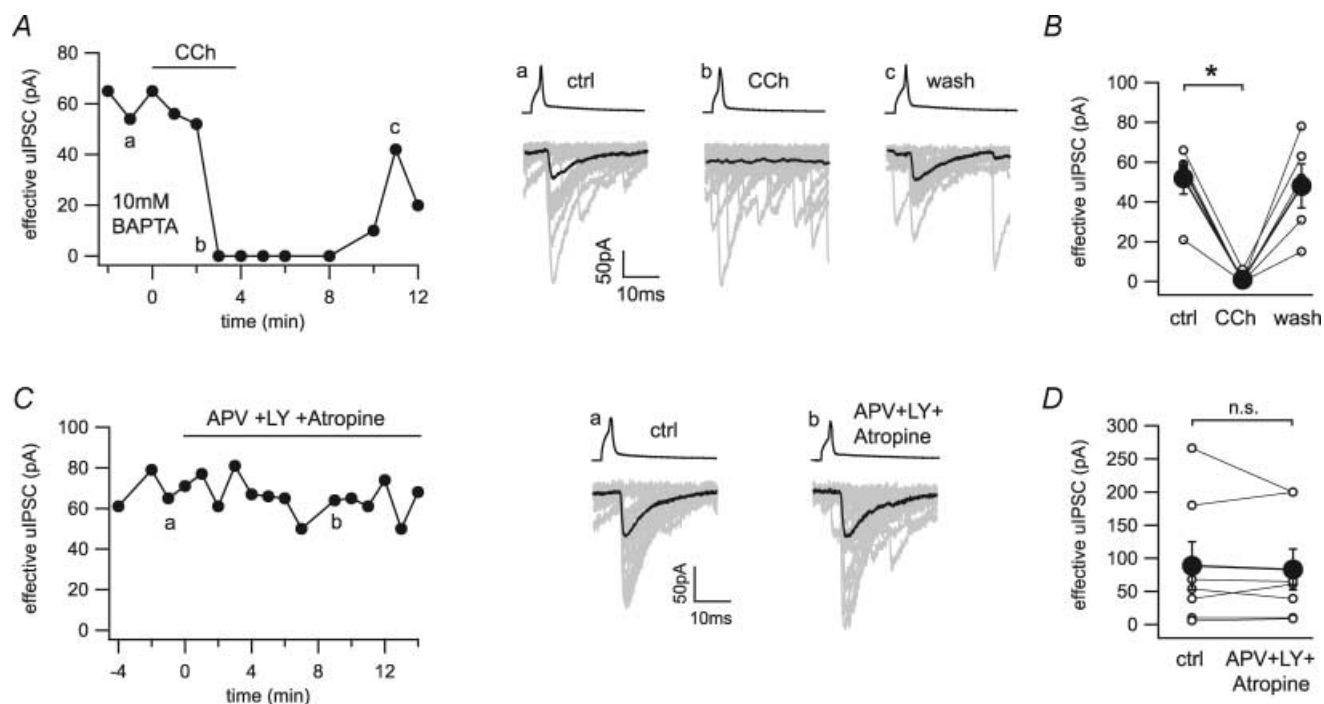 A
CCh
effective uIPSC (pA)
80
60
40
20
0
a
b
c
10mM
BAPTA
0
4
8
12
time (min)
a
ctrl
b
CCh
c
wash
50pA
10ms
B
*
effective uIPSC (pA)
100
80
60
40
20
0
ctrl
CCh
wash
C
APV +LY +Atropine
effective uIPSC (pA)
100
80
60
40
20
0
a
b
-4
0
4
8
12
time (min)
a
ctrl
b
APV+LY+
Atropine
50pA
10ms
D
n.s.
effective uIPSC (pA)
300
250
200
150
100
50
0
ctrl
APV+LY+
Atropine